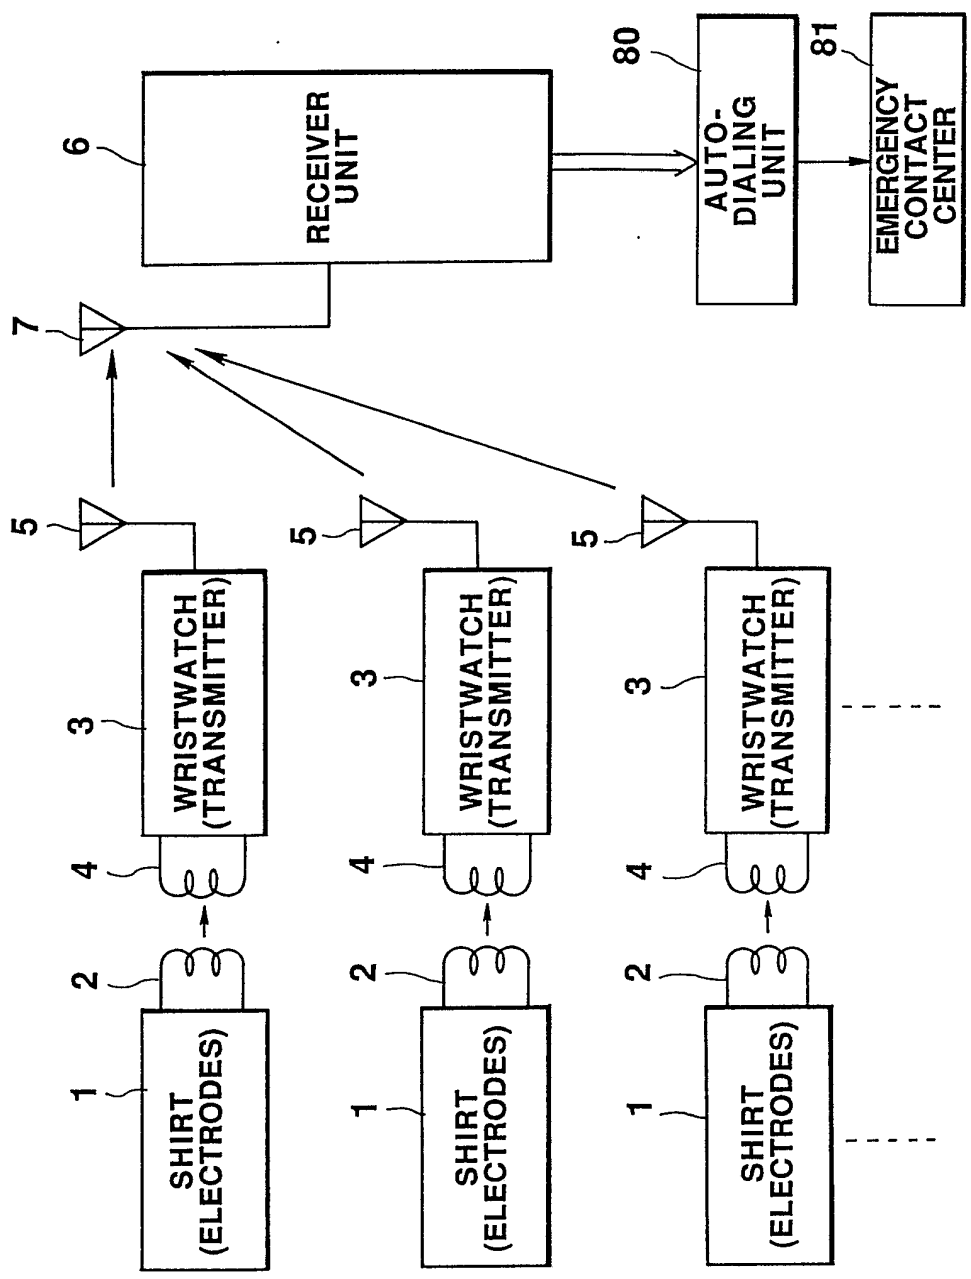 1
SHIRT
(ELECTRODES)
2
4
3
WRISTWATCH
(TRANSMITTER)
5
7
6
RECEIVER
UNIT
1
SHIRT
(ELECTRODES)
2
4
3
WRISTWATCH
(TRANSMITTER)
5
1
SHIRT
(ELECTRODES)
2
4
3
WRISTWATCH
(TRANSMITTER)
5
80
AUTO-
DIALING
UNIT
81
EMERGENCY
CONTACT
CENTER